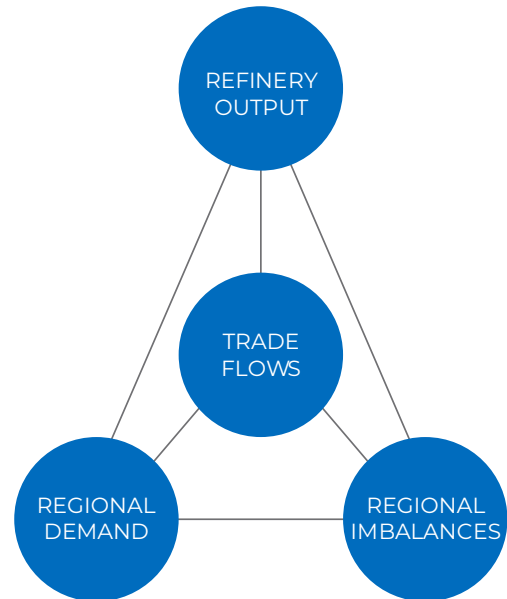 REFINERY
OUTPUT
TRADE
FLOWS
REGIONAL
DEMAND
REGIONAL
IMBALANCES